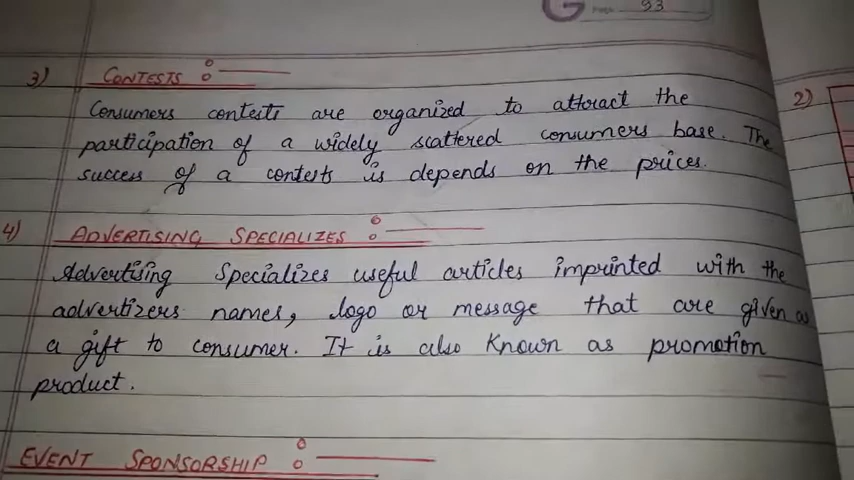 93
3) CONTESTS :
Consumers contests are organized to attract the
participation of a widely scattered consumers base. The
success of a contests is depends on the prices.
4) ADVERTISING SPECIALIZES :
Advertising Specializes useful articles imprinted with the
advertizers names, logo or message that are given as
a gift to consumer. It is also known as promotion
product.
EVENT SPONSORSHIP :
2)